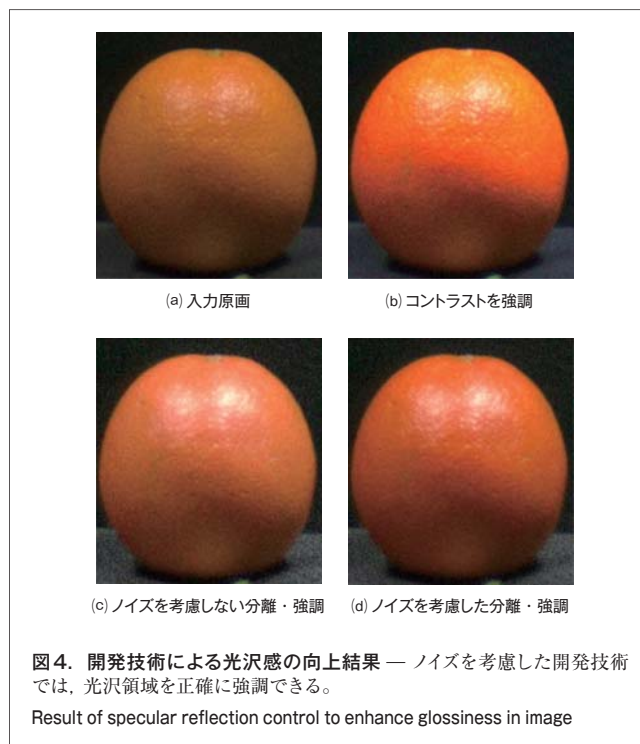 (a) 入力原画
(b) コントラストを強調
(c) ノイズを考慮しない分離・強調
(d) ノイズを考慮した分離・強調
図4. 開発技術による光沢感の向上結果 — ノイズを考慮した開発技術
では, 光沢領域を正確に強調できる。
Result of specular reflection control to enhance glossiness in image